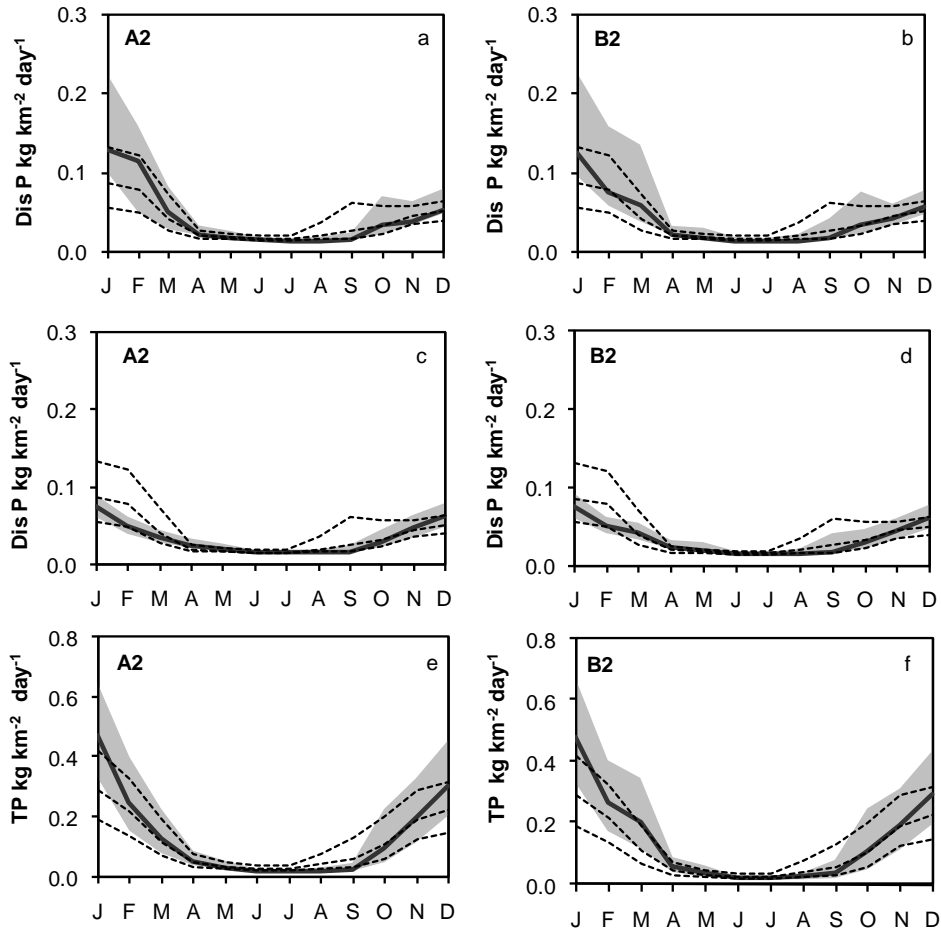 A2 a
Dis P kg km⁻² day⁻¹
0.3
0.2
0.1
0.0
J F M A M J J A S O N D
B2 b
Dis P kg km⁻² day⁻¹
0.3
0.2
0.1
0.0
J F M A M J J A S O N D
A2 c
Dis P kg km⁻² day⁻¹
0.3
0.2
0.1
0.0
J F M A M J J A S O N D
B2 d
Dis P kg km⁻² day⁻¹
0.3
0.2
0.1
0.0
J F M A M J J A S O N D
A2 e
TP kg km⁻² day⁻¹
0.8
0.6
0.4
0.2
0.0
J F M A M J J A S O N D
B2 f
TP kg km⁻² day⁻¹
0.8
0.6
0.4
0.2
0.0
J F M A M J J A S O N D